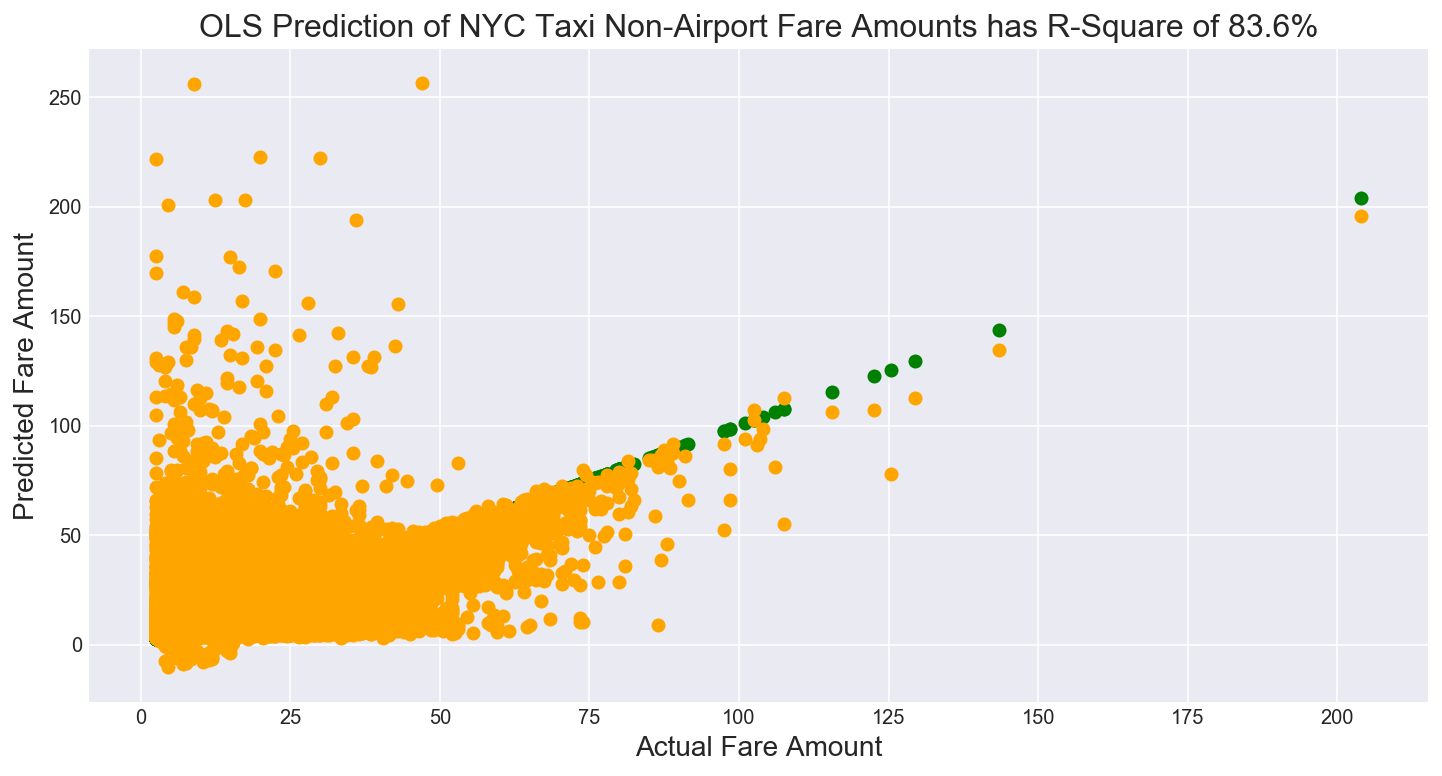 OLS Prediction of NYC Taxi Non-Airport Fare Amounts has R-Square of 83.6%
Predicted Fare Amount
250
200
150
100
50
0
0 25 50 75 100 125 150 175 200
Actual Fare Amount